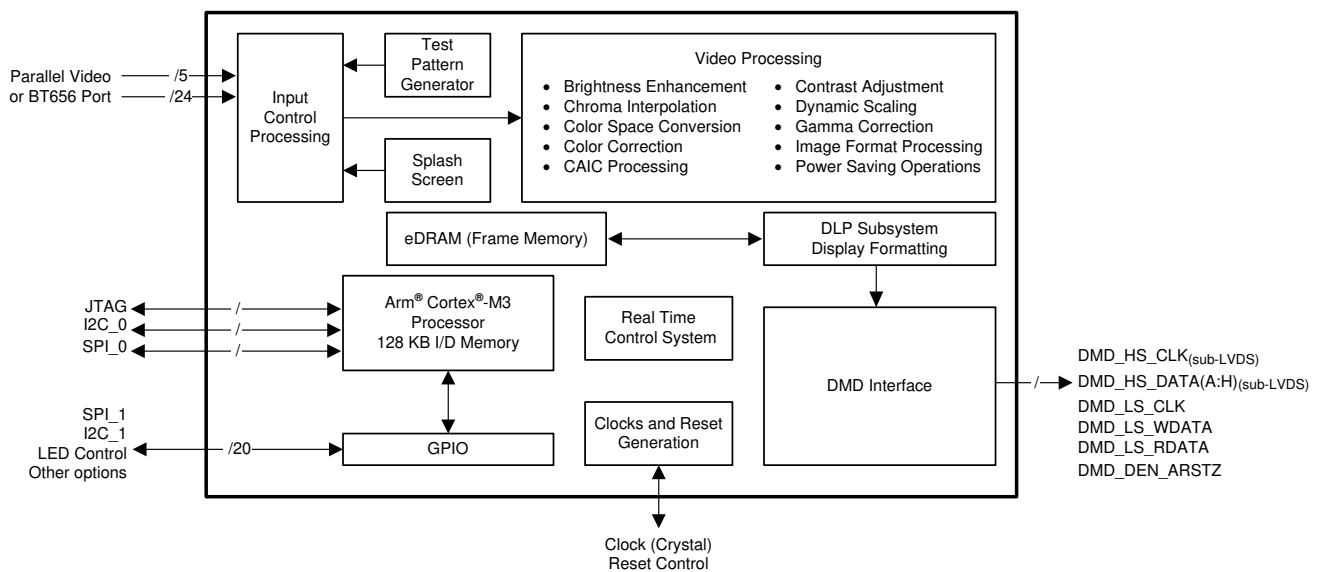 Parallel Video
or BT656 Port
/5
/24
Input
Control
Processing
Test
Pattern
Generator
Splash
Screen
Video Processing
• Brightness Enhancement
• Chroma Interpolation
• Color Space Conversion
• Color Correction
• CAIC Processing
• Contrast Adjustment
• Dynamic Scaling
• Gamma Correction
• Image Format Processing
• Power Saving Operations
eDRAM (Frame Memory)
DLP Subsystem
Display Formatting
JTAG
I2C_0
SPI_0
/
/
/
Arm® Cortex®-M3
Processor
128 KB I/D Memory
Real Time
Control System
DMD Interface
/
DMD_HS_CLK(sub-LVDS)
DMD_HS_DATA(A:H)(sub-LVDS)
DMD_LS_CLK
DMD_LS_WDATA
DMD_LS_RDATA
DMD_DEN_ARSTZ
SPI_1
I2C_1
LED Control
Other options
/20
GPIO
Clocks and Reset
Generation
Clock (Crystal)
Reset Control